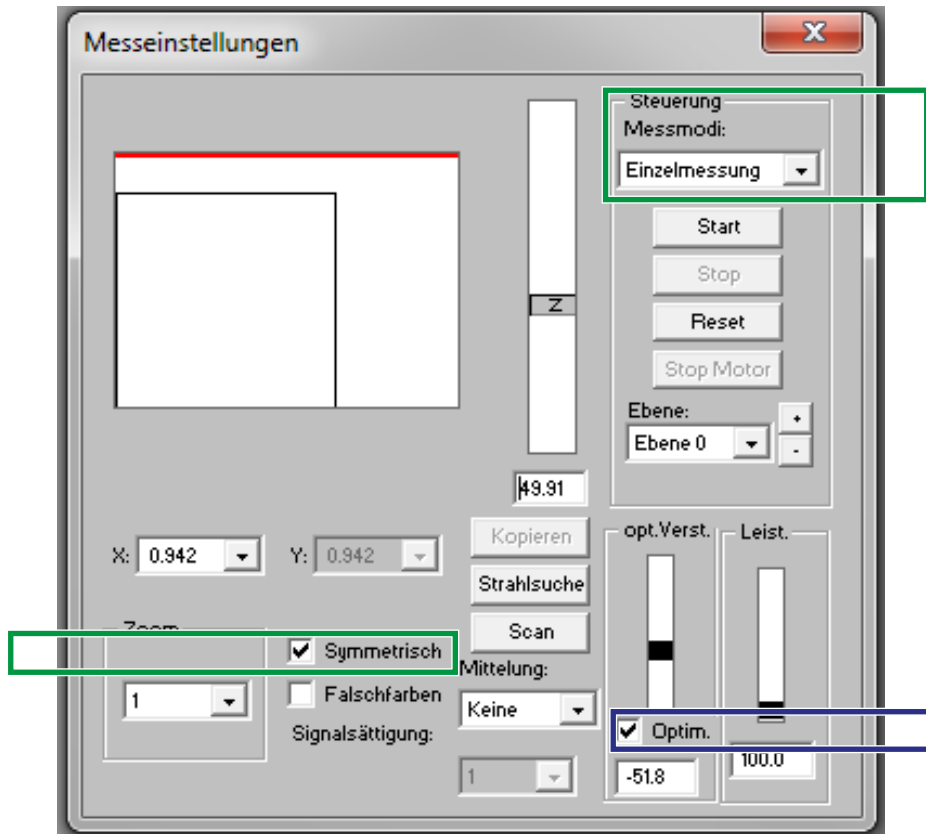 Messeinstellungen
Steuerung
Messmodi:
Einzelmessung
Start
Stop
Reset
Stop Motor
Ebene:
Ebene 0
+
-
Z
49.91
X: 0.942
Y: 0.942
Kopieren
Strahlsuche
Scan
Zoom
1
Symmetrisch
Falschfarben
Signalsättigung:
Mittelung:
Keine
1
opt.Verst.
Optim.
-51.8
Leist.
100.0